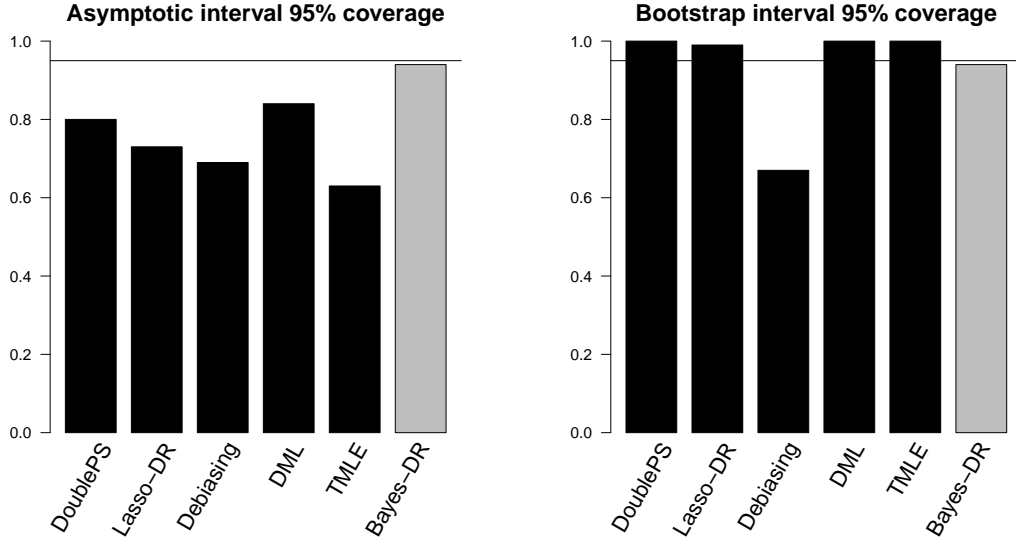 Asymptotic interval 95% coverage
1.0
0.8
0.6
0.4
0.2
0.0
DoublePS
Lasso−DR
Debiasing
DML
TMLE
Bayes−DR
Bootstrap interval 95% coverage
1.0
0.8
0.6
0.4
0.2
0.0
DoublePS
Lasso−DR
Debiasing
DML
TMLE
Bayes−DR